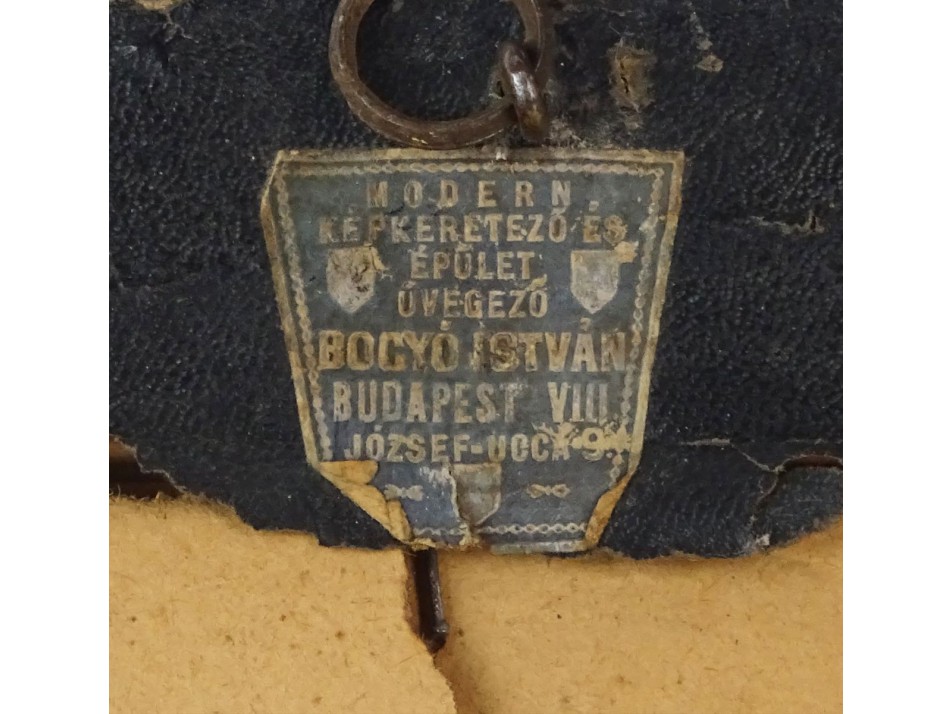 MODERN
KÉPKERETEZŐ ÉS
ÉPÜLET
ÜVEGEZŐ
BOGYÓ ISTVÁN
BUDAPEST VIII.
JÓZSEF-UCCA 9.